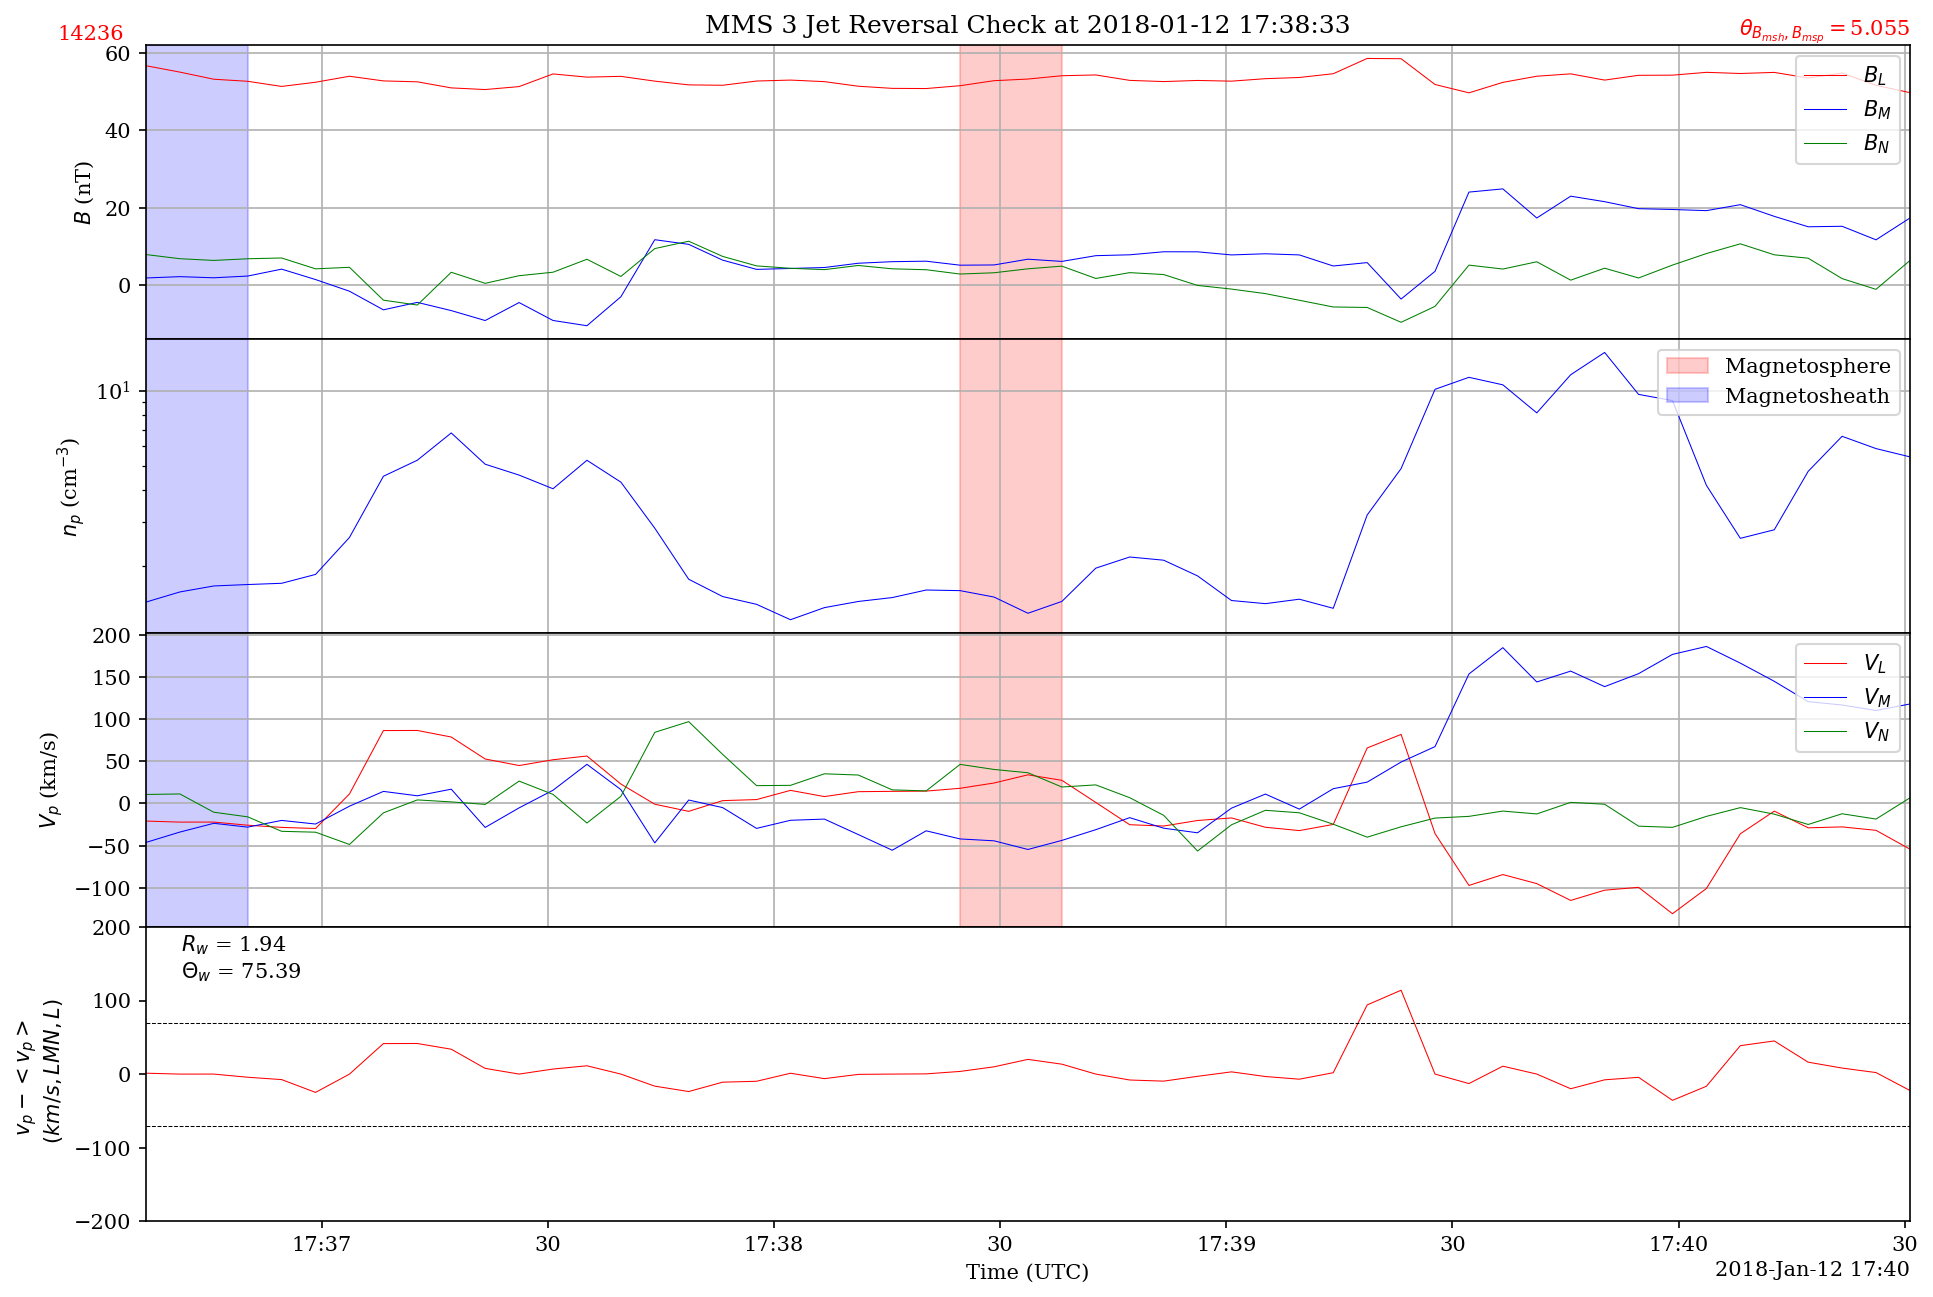 MMS 3 Jet Reversal Check at 2018-01-12 17:38:33
14236
θ_{B_{msh}, B_{msp}} = 5.055
60
40
20
0
B (nT)
B_L
B_M
B_N
10^1
n_p (cm^{−3})
Magnetosphere
Magnetosheath
200
150
100
50
0
−50
−100
V_p (km/s)
V_L
V_M
V_N
200
100
0
−100
−200
v_p − < v_p >
(km/s, LMN, L)
R_w = 1.94
Θ_w = 75.39
17:37 30 17:38 30 17:39 30 17:40 30
Time (UTC)
2018-Jan-12 17:40